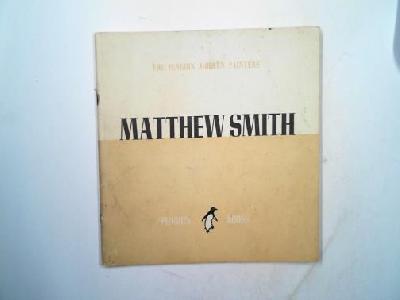 THE PENGUIN MODERN PAINTERS
MATTHEW SMITH
PENGUIN BOOKS